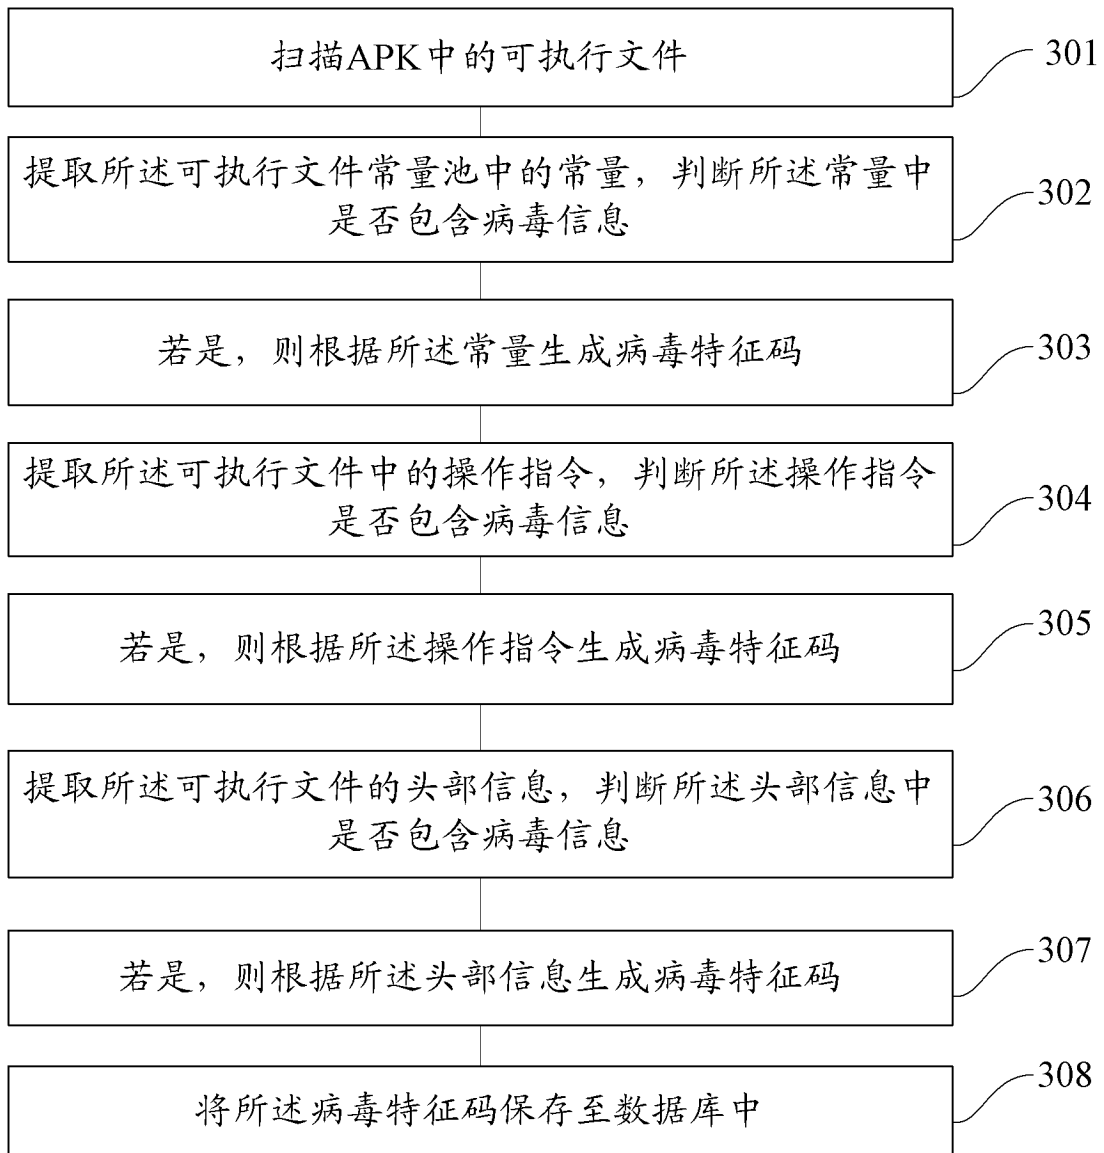 扫描APK中的可执行文件
301
提取所述可执行文件常量池中的常量，判断所述常量中
是否包含病毒信息
302
若是，则根据所述常量生成病毒特征码
303
提取所述可执行文件中的操作指令，判断所述操作指令
是否包含病毒信息
304
若是，则根据所述操作指令生成病毒特征码
305
提取所述可执行文件的头部信息，判断所述头部信息中
是否包含病毒信息
306
若是，则根据所述头部信息生成病毒特征码
307
将所述病毒特征码保存至数据库中
308